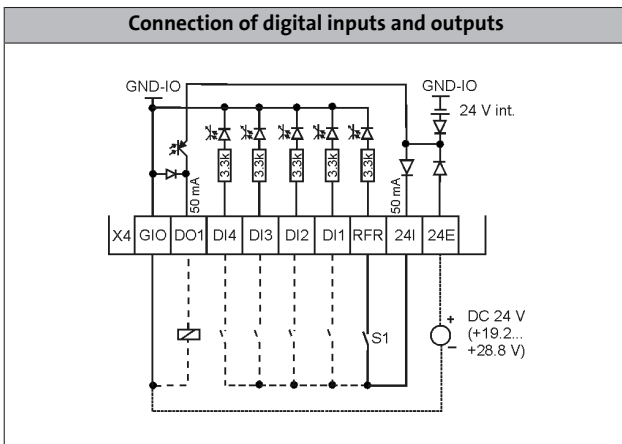 Connection of digital inputs and outputs
GND-IO
GND-IO
24 V int.
3.3k
3.3k
3.3k
3.3k
3.3k
50 mA
50 mA
X4 GIO DO1 DI4 DI3 DI2 DI1 RFR 24I 24E
S1
+
−
DC 24 V
(+19.2...
+28.8 V)